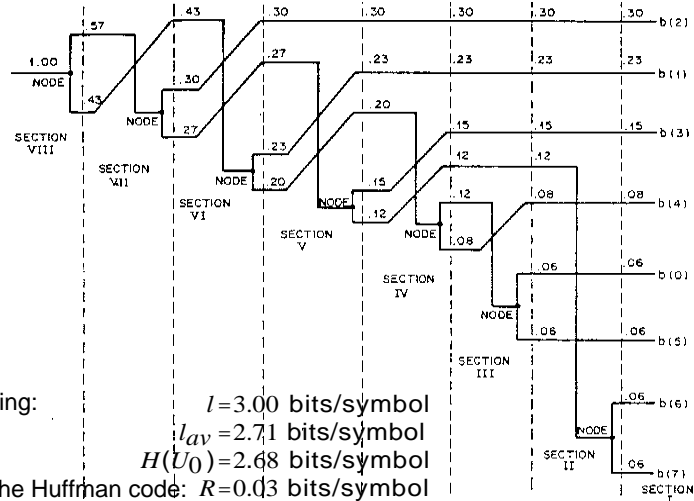 .43 .30 .30 .30 .30 .30 b(2)
.57
1.00 .27 .23 .23 .23 .23 b(1)
NODE .30
.43 NODE .27 .20
SECTION VIII
.23 .15 .15 .15 b(3)
SECTION VII
NODE .20 .15 .12 .12
SECTION VI
NODE .12 .12 .08 .08 b(4)
SECTION V
NODE .08
.06 .06 b(0)
SECTION IV
NODE
.06 .06 b(5)
SECTION III
ing: l=3.00 bits/symbol
.06 b(6)
l_av=2.71 bits/symbol
NODE
H(U_0)=2.68 bits/symbol
SECTION II
.06 b(7)
he Huffman code: R=0.03 bits/symbol
SECTION